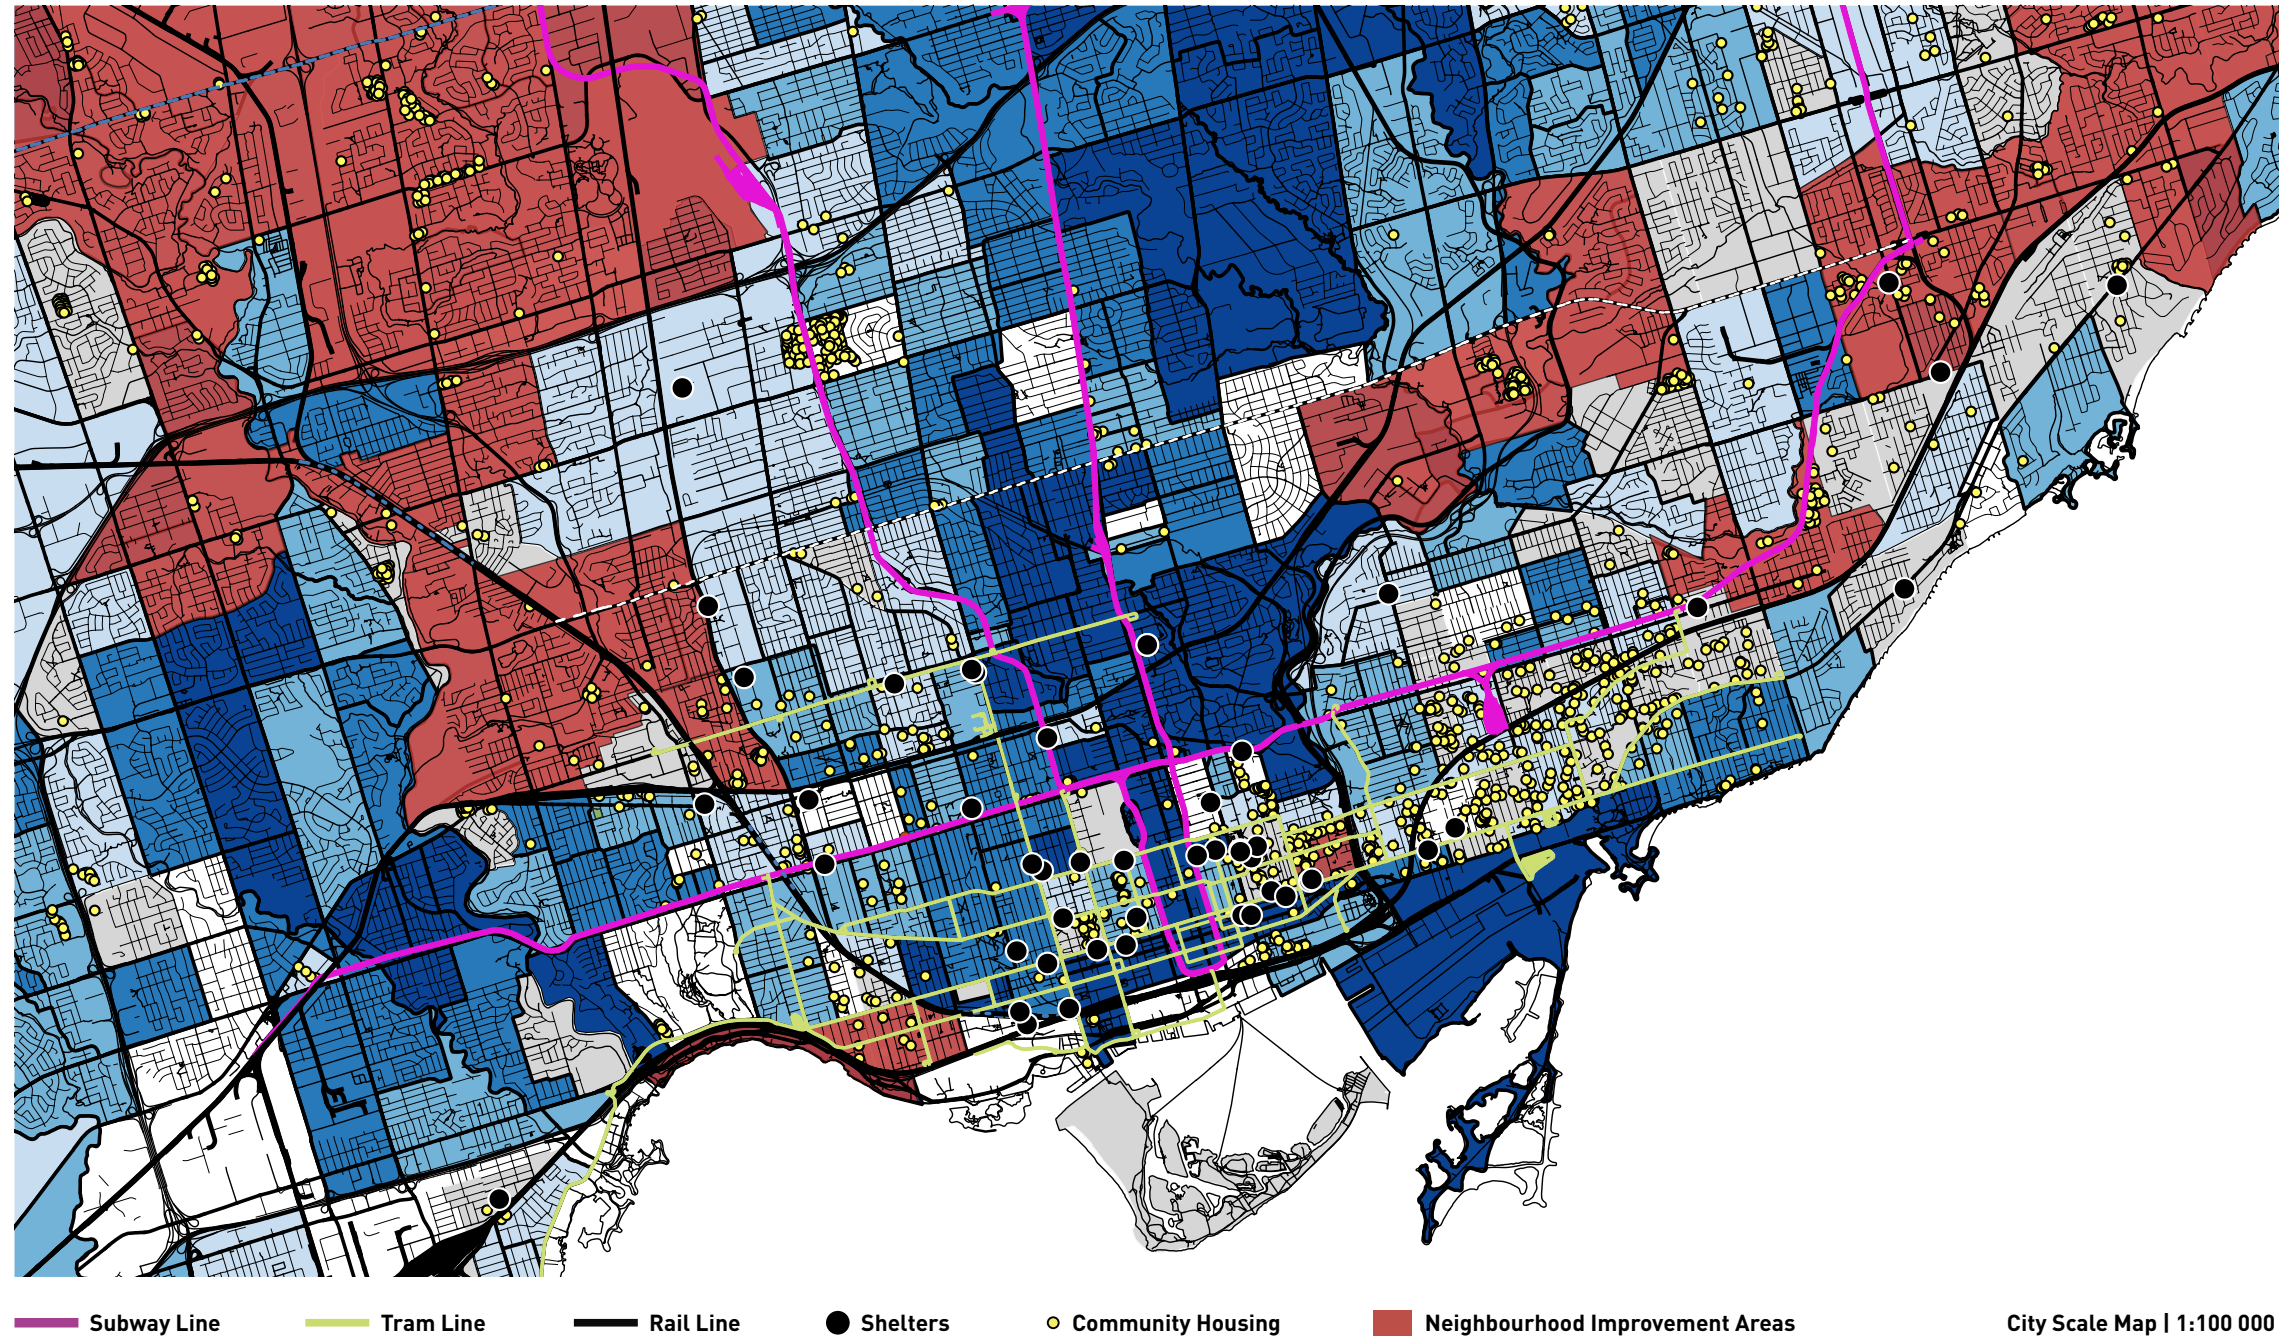 Subway Line
Tram Line
Rail Line
Shelters
Community Housing
Neighbourhood Improvement Areas
City Scale Map | 1:100 000